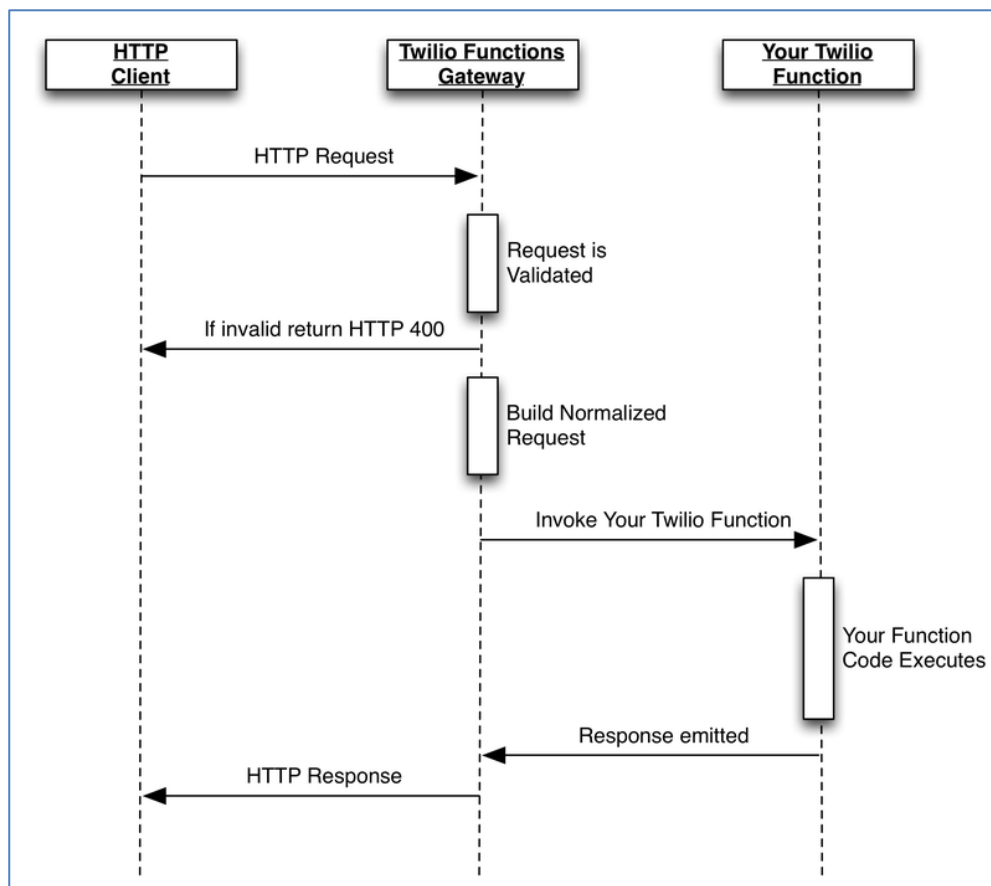 HTTP
Client
Twilio Functions
Gateway
Your Twilio
Function
HTTP Request
Request is
Validated
If invalid return HTTP 400
Build Normalized
Request
Invoke Your Twilio Function
Your Function
Code Executes
Response emitted
HTTP Response